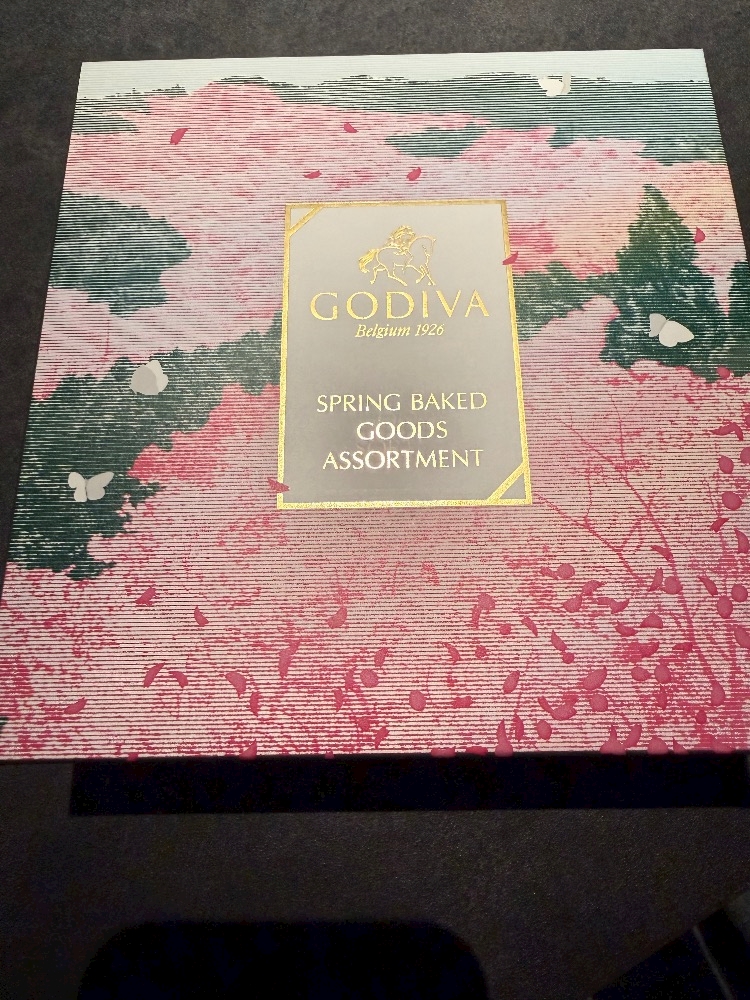 GODIVA
Belgium 1926
SPRING BAKED
GOODS
ASSORTMENT